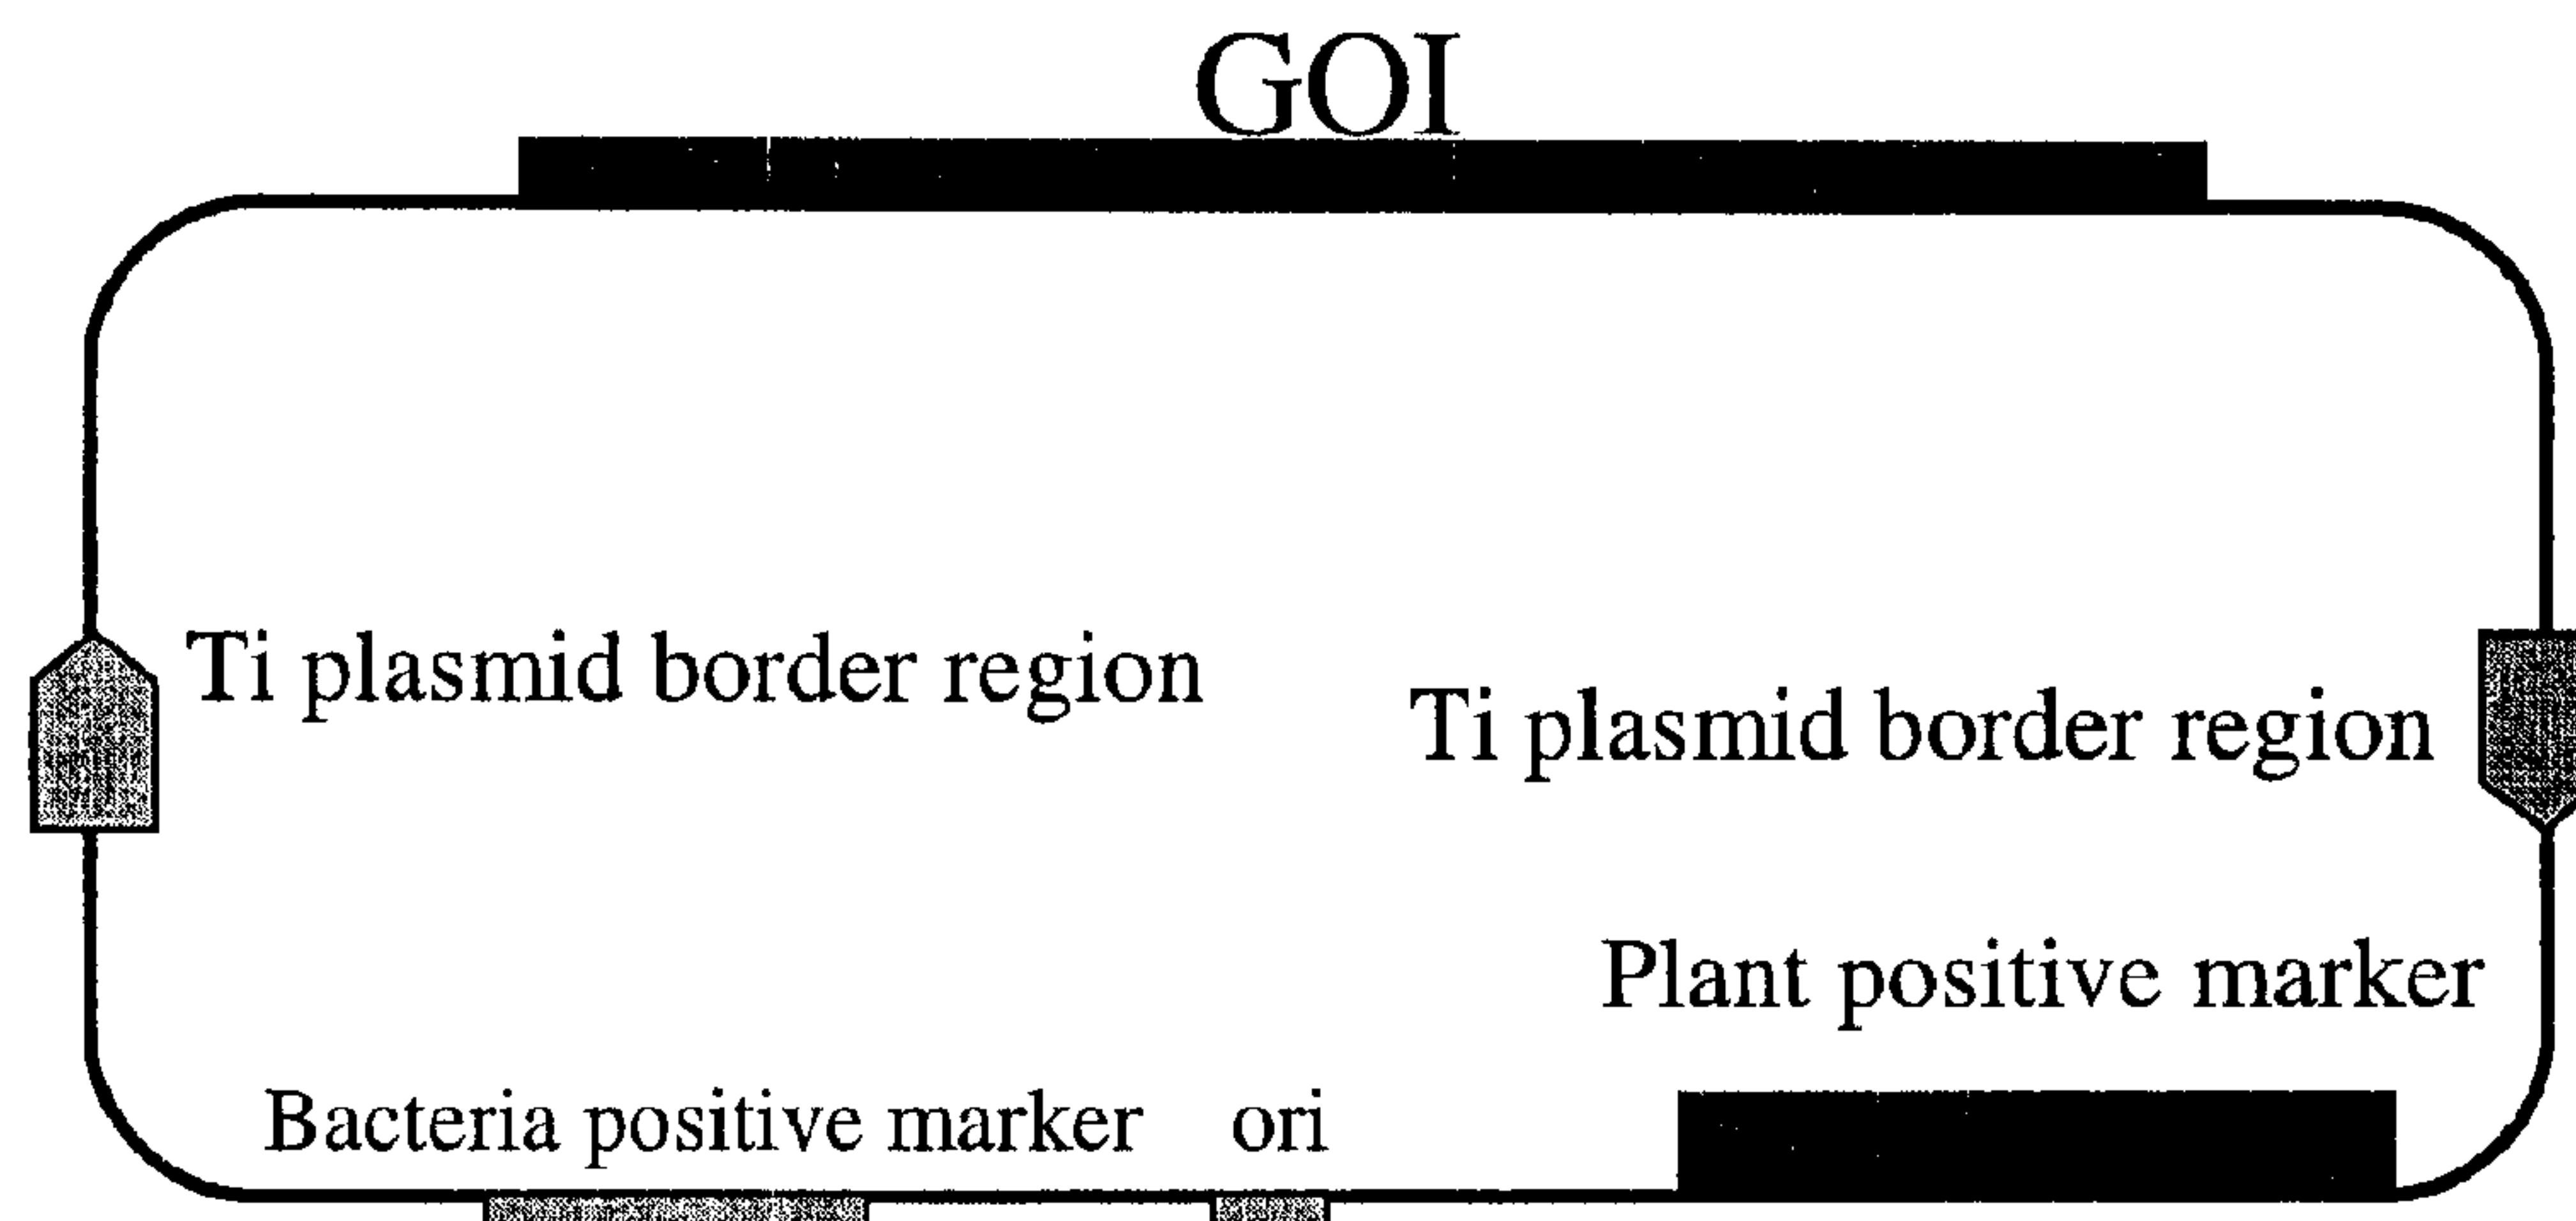 GOI
Ti plasmid border region
Ti plasmid border region
Plant positive marker
Bacteria positive marker
ori